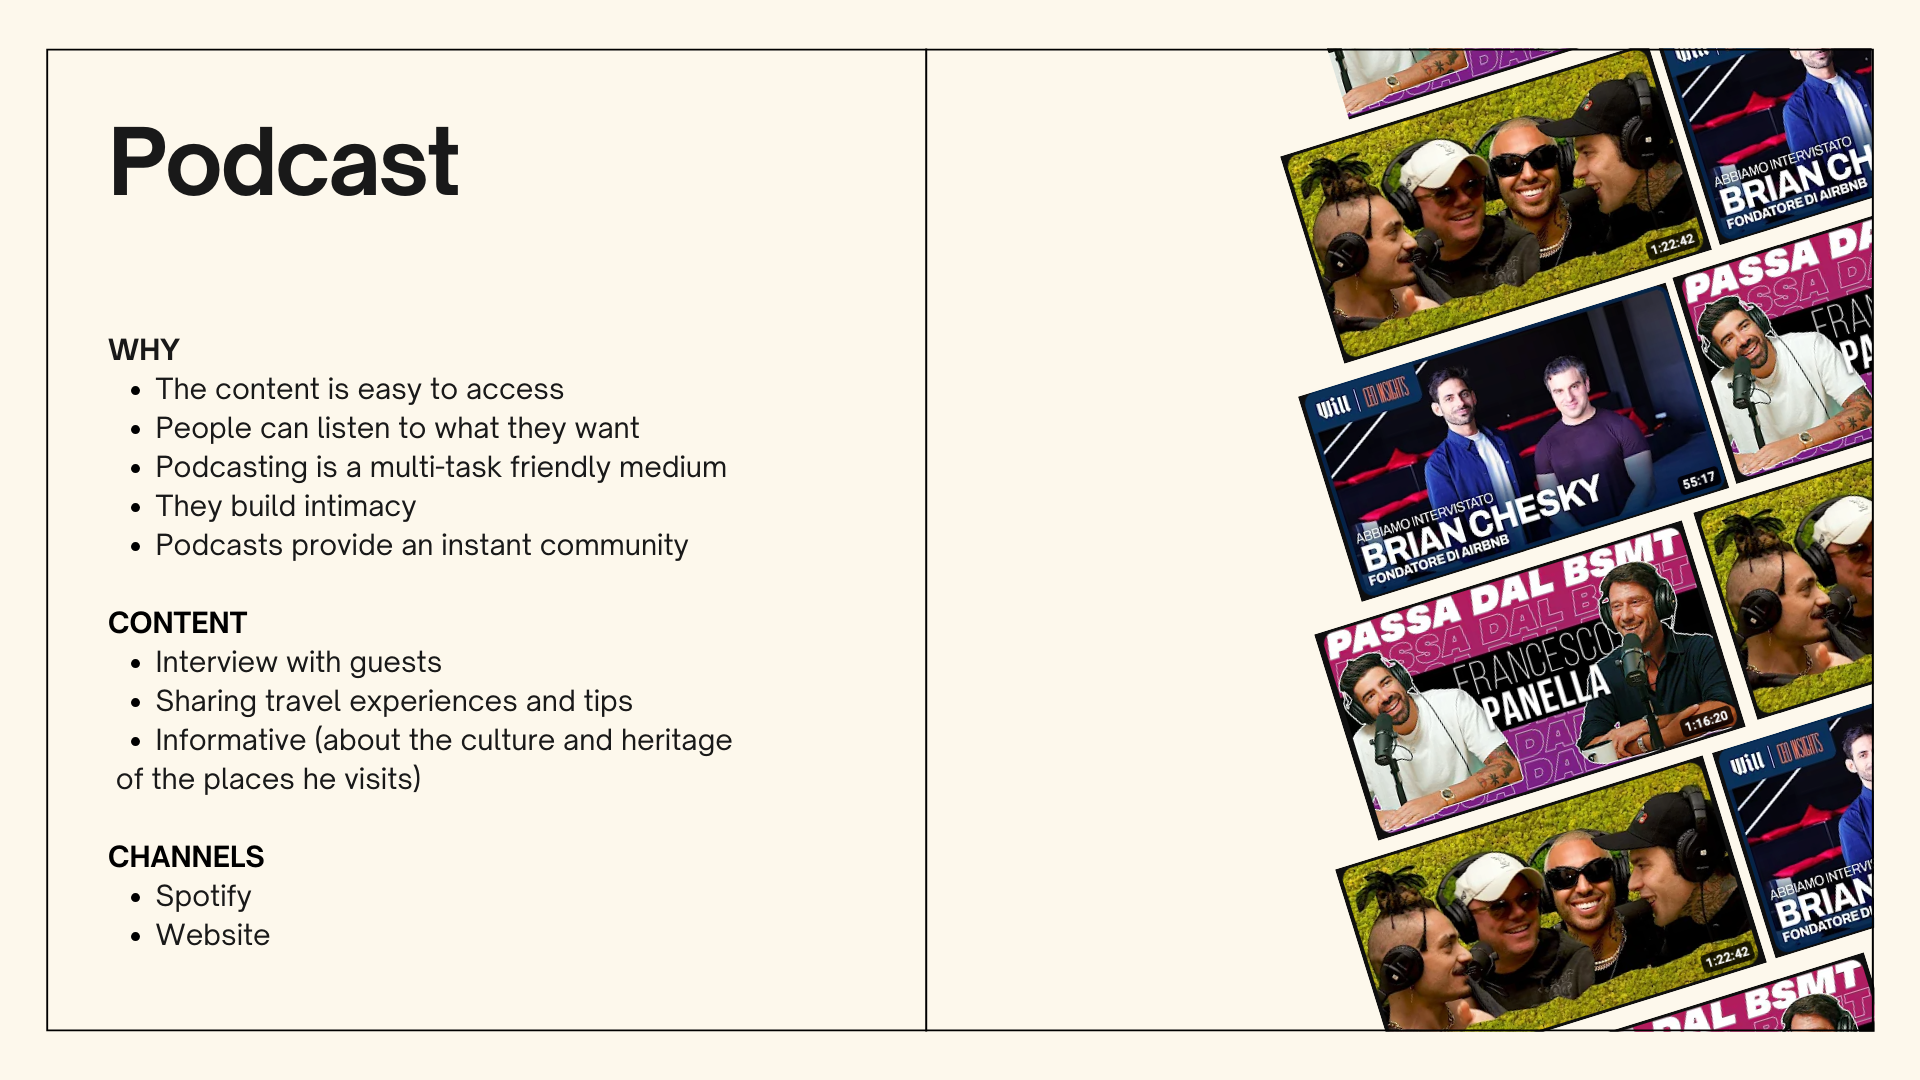 Podcast
WHY
• The content is easy to access
• People can listen to what they want
• Podcasting is a multi-task friendly medium
• They build intimacy
• Podcasts provide an instant community
CONTENT
• Interview with guests
• Sharing travel experiences and tips
• Informative (about the culture and heritage
of the places he visits)
CHANNELS
• Spotify
• Website
1:22:42
ABBIAMO INTERVISTATO
BRIAN CH
FONDATORE DI AIRBNB
Will | CEO INSIGHTS
ABBIAMO INTERVISTATO
BRIAN CHESKY
FONDATORE DI AIRBNB
55:17
PASSA DA
FRAN
PA
PASSA DAL BSMT
FRANCESCO
PANELLA
1:16:20
Will | CEO INSIGHTS
ABBIAMO INTERV
BRIAN
FONDATORE D
1:22:42
DAL BSMT